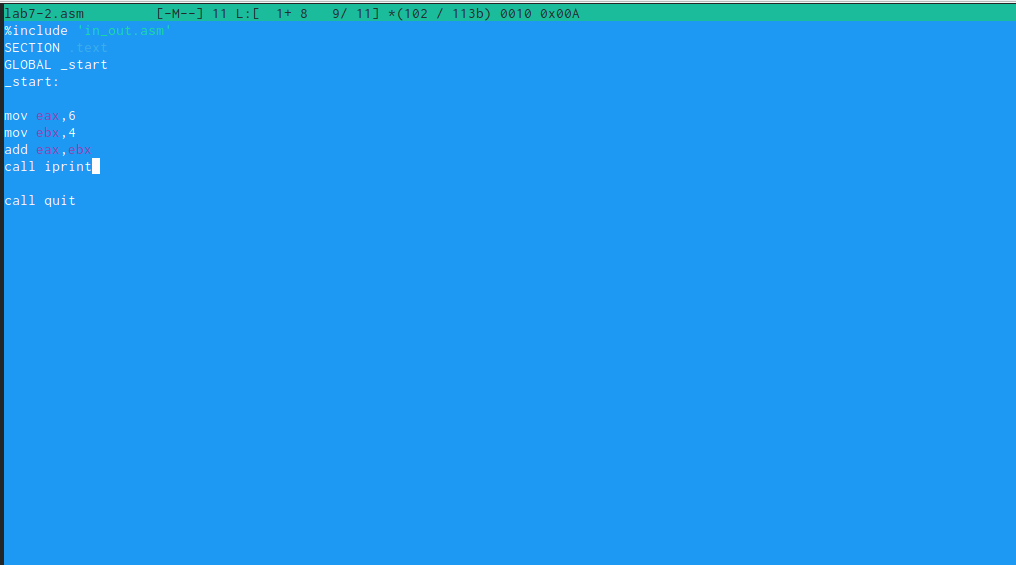 lab7-2.asm [-M--] 11 L:[ 1+ 8 9/ 11] *(102 / 113b) 0010 0x00A
%include 'in_out.asm'
SECTION .text
GLOBAL _start
_start:
mov eax,6
mov ebx,4
add eax,ebx
call iprint
call quit